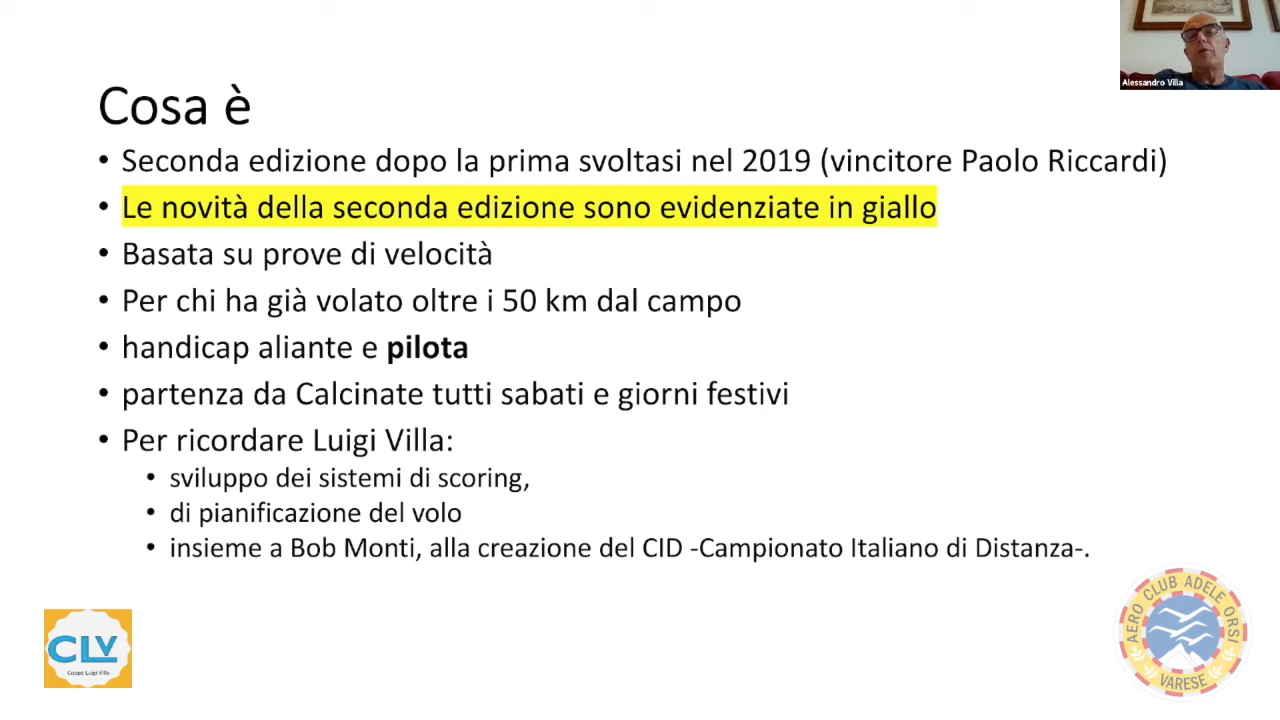 Alessandro Villa
Cosa è
• Seconda edizione dopo la prima svoltasi nel 2019 (vincitore Paolo Riccardi)
• Le novità della seconda edizione sono evidenziate in giallo
• Basata su prove di velocità
• Per chi ha già volato oltre i 50 km dal campo
• handicap aliante e pilota
• partenza da Calcinate tutti sabati e giorni festivi
• Per ricordare Luigi Villa:
• sviluppo dei sistemi di scoring,
• di pianificazione del volo
• insieme a Bob Monti, alla creazione del CID -Campionato Italiano di Distanza-.
CLV
Coppa Luigi Villa
AERO CLUB ADELE ORSI
VARESE